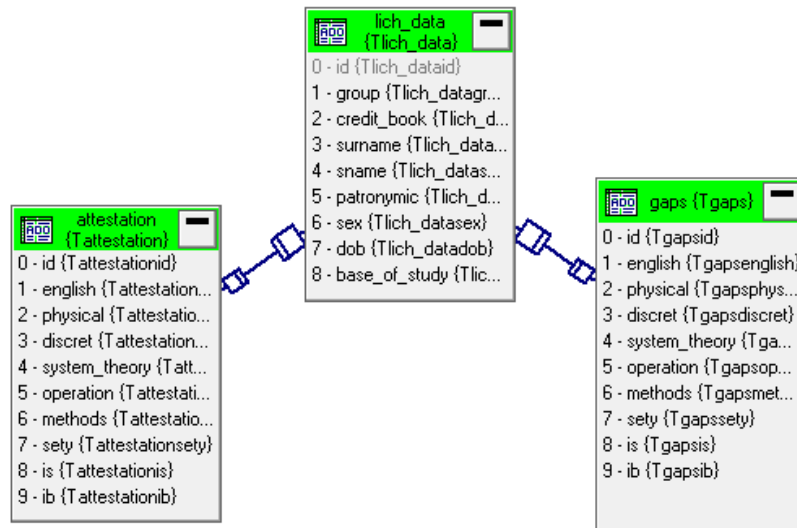 ADO
lich_data
{Tlich_data}
0 - id {Tlich_dataid}
1 - group {Tlich_datagr...
2 - credit_book {Tlich_d...
3 - surname {Tlich_data...
4 - sname {Tlich_datas...
5 - patronymic {Tlich_d...
6 - sex {Tlich_datasex}
7 - dob {Tlich_datadob}
8 - base_of_study {Tlic...
ADO
attestation
{Tattestation}
0 - id {Tattestationid}
1 - english {Tattestation...
2 - physical {Tattestatio...
3 - discret {Tattestation...
4 - system_theory {Tatt...
5 - operation {Tattestati...
6 - methods {Tattestatio...
7 - sety {Tattestationsety}
8 - is {Tattestationis}
9 - ib {Tattestationib}
ADO
gaps {Tgaps}
0 - id {Tgapsid}
1 - english {Tgapsenglish}
2 - physical {Tgapsphys...
3 - discret {Tgapsdiscret}
4 - system_theory {Tga...
5 - operation {Tgapsop...
6 - methods {Tgapsmet...
7 - sety {Tgapssety}
8 - is {Tgapsis}
9 - ib {Tgapsib}